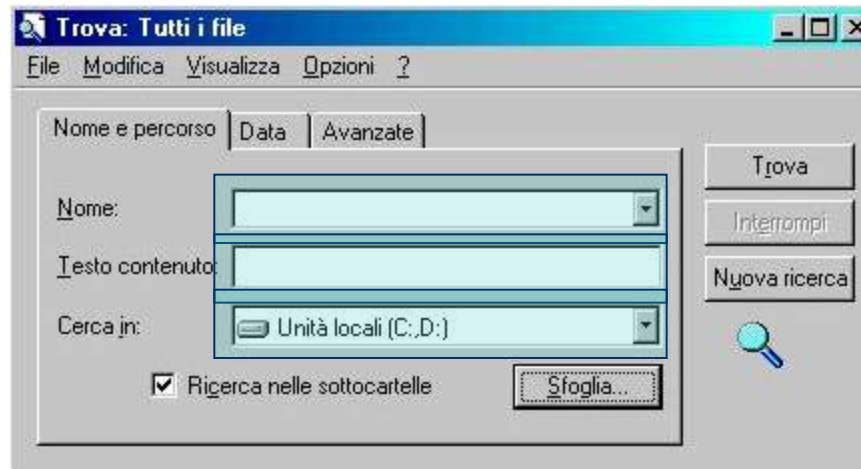 Trova: Tutti i file
File Modifica Visualizza Opzioni ?
Nome e percorso Data Avanzate
Nome:
Testo contenuto:
Cerca in: Unità locali (C:,D:)
Ricerca nelle sottocartelle Sfoglia...
Trova
Interrompi
Nuova ricerca